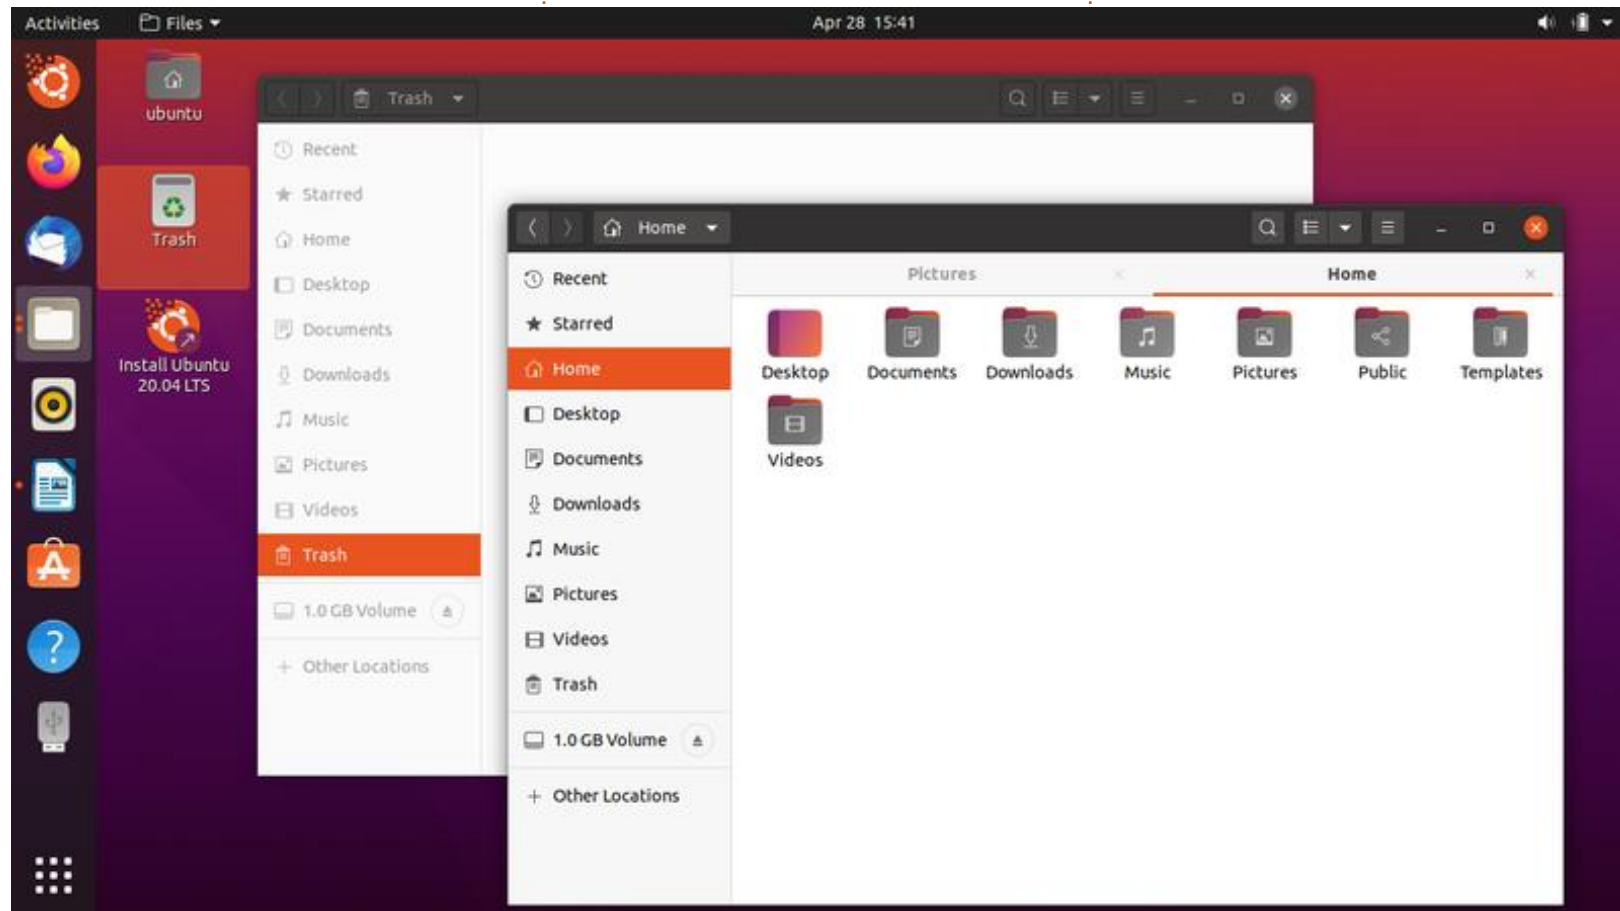 Activities Files Apr 28 15:41
ubuntu
Trash
Install Ubuntu
20.04 LTS
Trash
Recent
Starred
Home
Desktop
Documents
Downloads
Music
Pictures
Videos
Trash
1.0 GB Volume
Other Locations
Home
Recent
Starred
Home
Desktop
Documents
Downloads
Music
Pictures
Videos
Trash
1.0 GB Volume
Other Locations
Pictures Home
Desktop Documents Downloads Music Pictures Public Templates
Videos